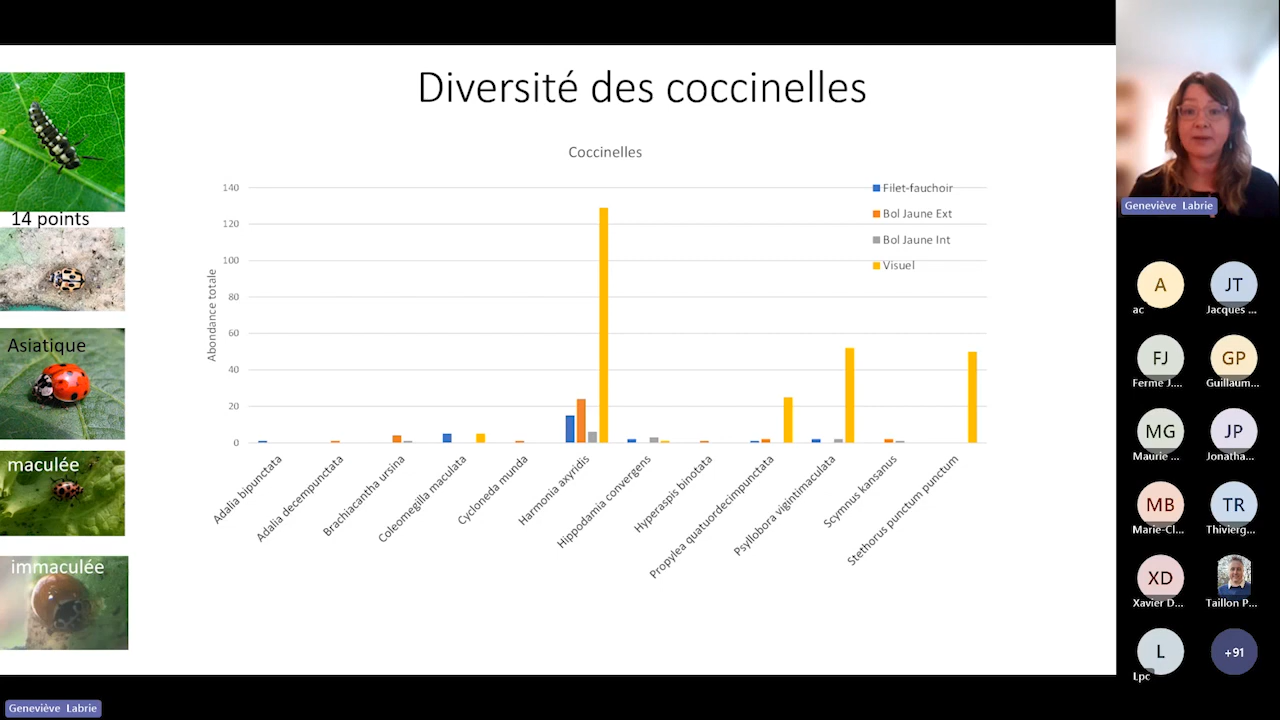 Diversité des coccinelles
14 points
Asiatique
maculée
immaculée
Coccinelles
Abondance totale
140
120
100
80
60
40
20
0
Filet-fauchoir
Bol Jaune Ext
Bol Jaune Int
Visuel
Adalia bipunctata
Adalia decempunctata
Brachiacantha ursina
Coleomegilla maculata
Cycloneda munda
Harmonia axyridis
Hippodamia convergens
Hyperaspis binotata
Propylea quatuordecimpunctata
Psyllobora vigintimaculata
Scymnus kansanus
Stethorus punctum punctum
Geneviève Labrie
A
ac
JT
Jacques ...
FJ
Ferme J....
GP
Guillaum...
MG
Maurie ...
JP
Jonatha...
MB
Marie-Cl...
TR
Thivierg...
XD
Xavier D...
Taillon P...
L
Lpc
+91
Geneviève Labrie